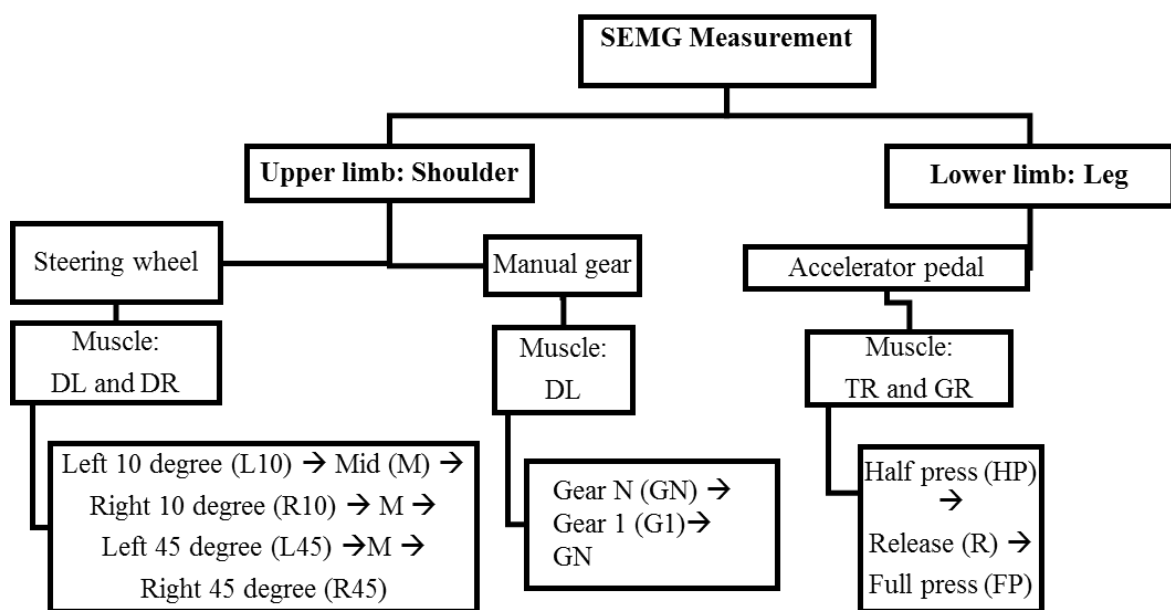 SEMG Measurement
Upper limb: Shoulder
Lower limb: Leg
Steering wheel
Manual gear
Accelerator pedal
Muscle:
DL and DR
Muscle:
DL
Muscle:
TR and GR
Left 10 degree (L10) → Mid (M) →
Right 10 degree (R10) → M →
Left 45 degree (L45) →M →
Right 45 degree (R45)
Gear N (GN) →
Gear 1 (G1)→
GN
Half press (HP)
→
Release (R) →
Full press (FP)